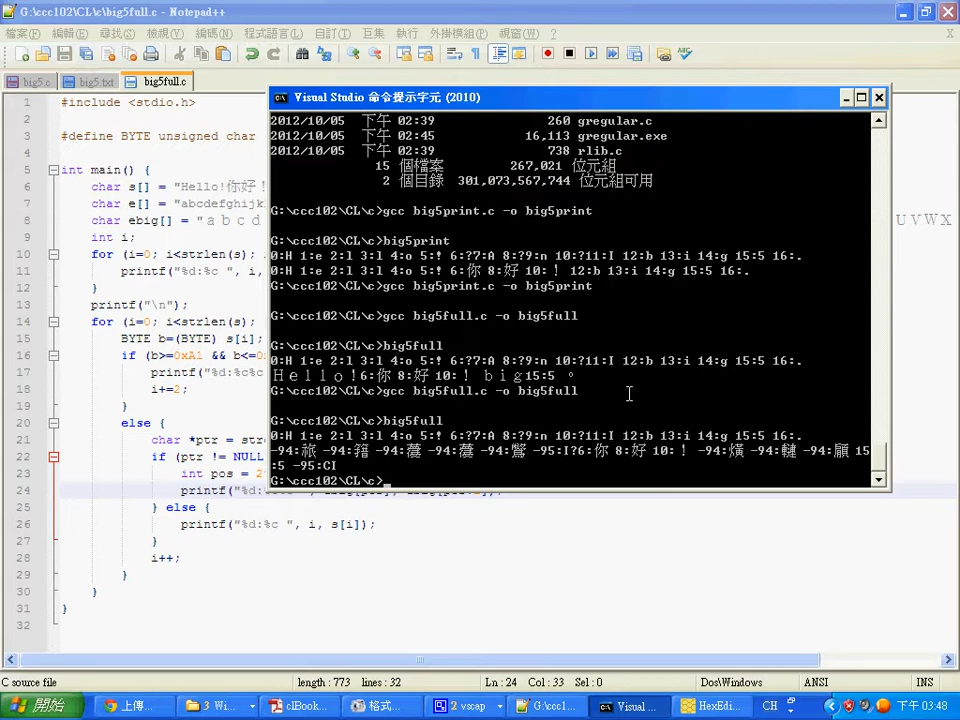 G:\ccc102\CL\c\big5full.c - Notepad++
檔案(F) 編輯(E) 尋找(S) 檢視(V) 編碼(N) 程式語言(L) 自訂(T) 巨集 執行 外掛模組(P) 視窗(W) ? X
big5.c big5.txt big5full.c
1 #include <stdio.h>
2
3 #define BYTE unsigned char
4
5 int main() {
6 char s[] = "Hello!你好!
7 char e[] = "abcdefghijk
8 char ebig[] = "ａｂｃｄ
ＵＶＷＸ
9 int i;
10 for (i=0; i<strlen(s);
11 printf("%d:%c ", i,
12 }
13 printf("\n");
14 for (i=0; i<strlen(s);
15 BYTE b=(BYTE) s[i];
16 if (b>=0xA1 && b<=0
17 printf("%d:%c%c
18 i+=2;
19 }
20 else {
21 char *ptr = str
22 if (ptr != NULL
23 int pos = 2*
24 printf("%d:
25 } else {
26 printf("%d:%c ", i, s[i]);
27 }
28 i++;
29 }
30 }
31 }
32
Visual Studio 命令提示字元 (2010)
2012/10/05 下午 02:39 260 gregular.c
2012/10/05 下午 02:45 16,113 gregular.exe
2012/10/05 下午 02:39 738 rlib.c
15 個檔案 267,021 位元組
2 個目錄 301,073,567,744 位元組可用
G:\ccc102\CL\c>gcc big5print.c -o big5print
G:\ccc102\CL\c>big5print
0:H 1:e 2:l 3:l 4:o 5:! 6:?7:A 8:?9:n 10:?11:I 12:b 13:i 14:g 15:5 16:.
0:H 1:e 2:l 3:l 4:o 5:! 6:你 8:好 10:！ 12:b 13:i 14:g 15:5 16:.
G:\ccc102\CL\c>gcc big5print.c -o big5print
G:\ccc102\CL\c>gcc big5full.c -o big5full
G:\ccc102\CL\c>big5full
0:H 1:e 2:l 3:l 4:o 5:! 6:?7:A 8:?9:n 10:?11:I 12:b 13:i 14:g 15:5 16:.
Ｈｅｌｌｏ！6:你 8:好 10:！ ｂｉｇ15:5 。
G:\ccc102\CL\c>gcc big5full.c -o big5full
G:\ccc102\CL\c>big5full
0:H 1:e 2:l 3:l 4:o 5:! 6:?7:A 8:?9:n 10:?11:I 12:b 13:i 14:g 15:5 16:.
-94:旅 -94:籍 -94: -94: -94:鶯 -95:I?6:你 8:好 10:！ -94:熿 -94: -94:顧 15
:5 -95:CI
G:\ccc102\CL\c>
C source file length : 773 lines : 32 Ln : 24 Col : 33 Sel : 0 Dos\Windows ANSI INS
開始 上傳... 3 Wi... clBook... 格式... 2 vscap G:\ccc1... Visual ... HexEdi... CH 下午 03:48